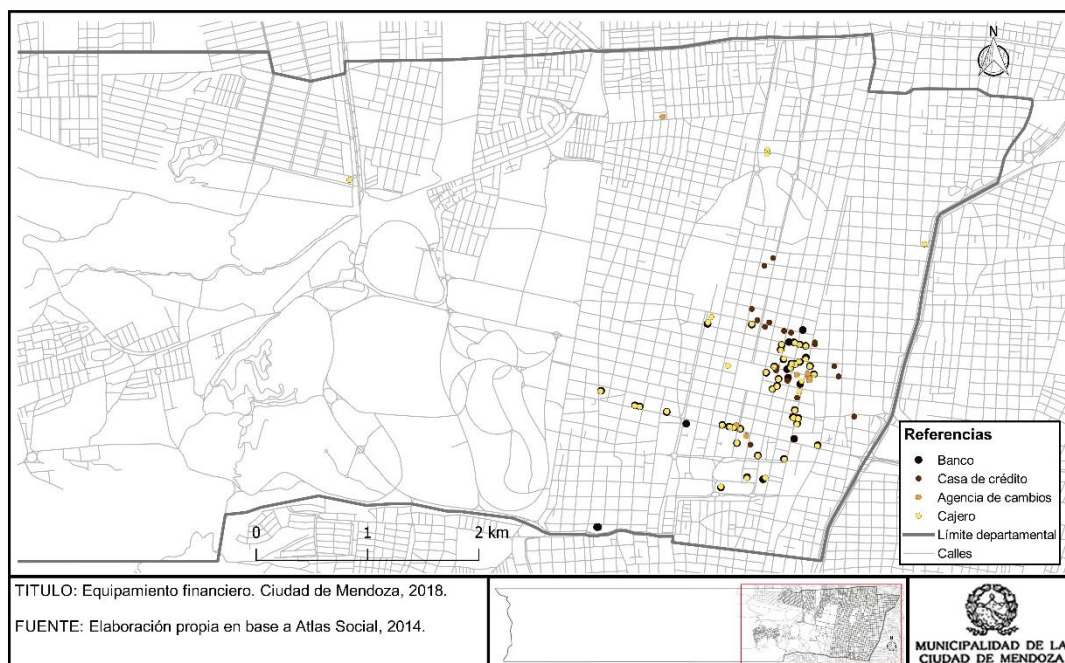 N
0 1 2 km
Referencias
Banco
Casa de crédito
Agencia de cambios
Cajero
Límite departamental
Calles
TITULO: Equipamiento financiero. Ciudad de Mendoza, 2018.
FUENTE: Elaboración propia en base a Atlas Social, 2014.
MUNICIPALIDAD DE LA
CIUDAD DE MENDOZA